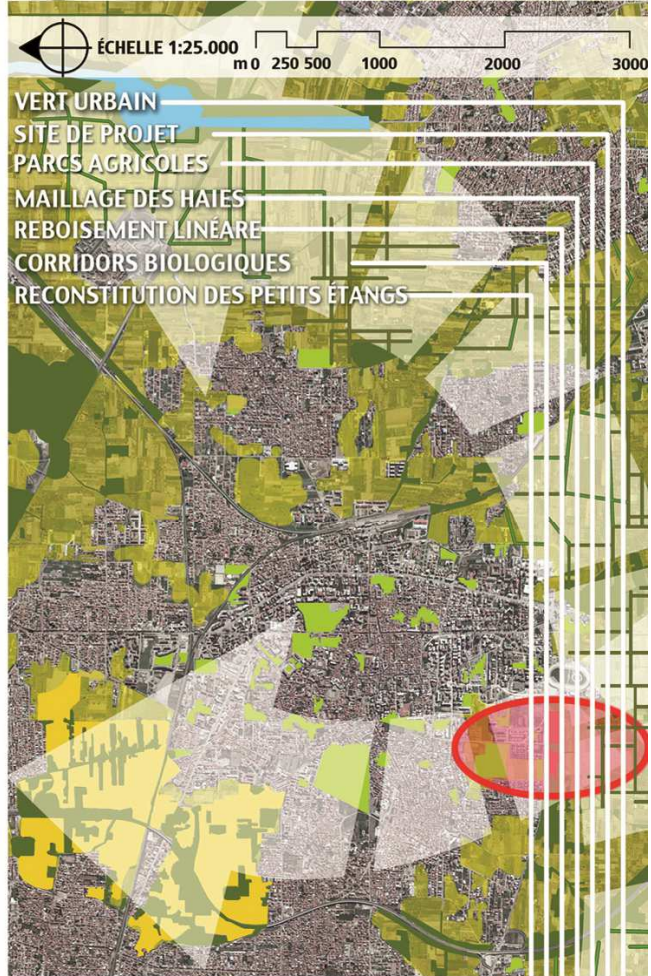 ÉCHELLE 1:25.000
m 0 250 500 1000 2000 3000
VERT URBAIN
SITE DE PROJET
PARCS AGRICOLES
MAILLAGE DES HAIES
REBOISEMENT LINÉARE
CORRIDORS BIOLOGIQUES
RECONSTITUTION DES PETITS ÉTANGS